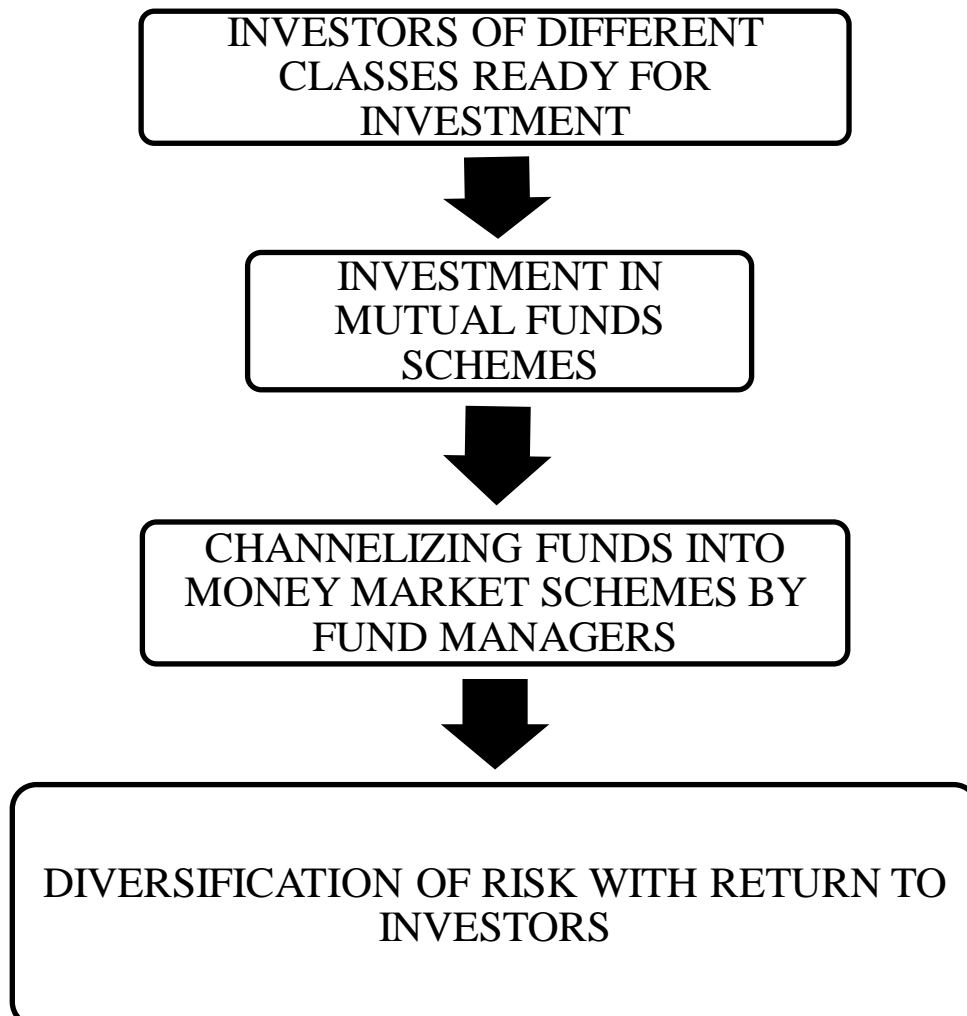 INVESTORS OF DIFFERENT
CLASSES READY FOR
INVESTMENT
INVESTMENT IN
MUTUAL FUNDS
SCHEMES
CHANNELIZING FUNDS INTO
MONEY MARKET SCHEMES BY
FUND MANAGERS
DIVERSIFICATION OF RISK WITH RETURN TO
INVESTORS